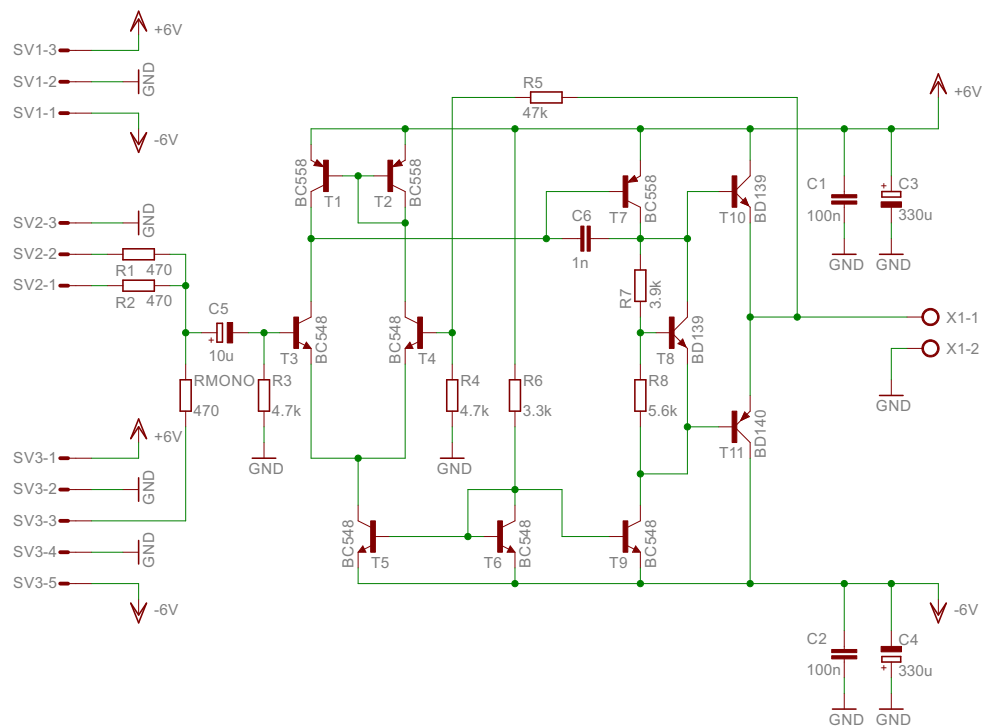 +6V
SV1-3
SV1-2
GND
SV1-1
-6V
SV2-3
GND
SV2-2
R1
470
SV2-1
R2
470
C5
10u
RMONO
470
R3
4.7k
GND
SV3-1
+6V
SV3-2
GND
SV3-3
SV3-4
GND
SV3-5
-6V
R5
47k
+6V
BC558
T1
T2
BC558
T7
BC558
T10
BD139
C6
1n
C1
100n
GND
C3
+
330u
GND
R7
3.9k
T3
BC548
BC548
T4
T8
BD139
X1-1
X1-2
GND
R4
4.7k
GND
R6
3.3k
R8
5.6k
T11
BD140
BC548
T5
T6
BC548
T9
BC548
-6V
C2
100n
GND
C4
+
330u
GND
+